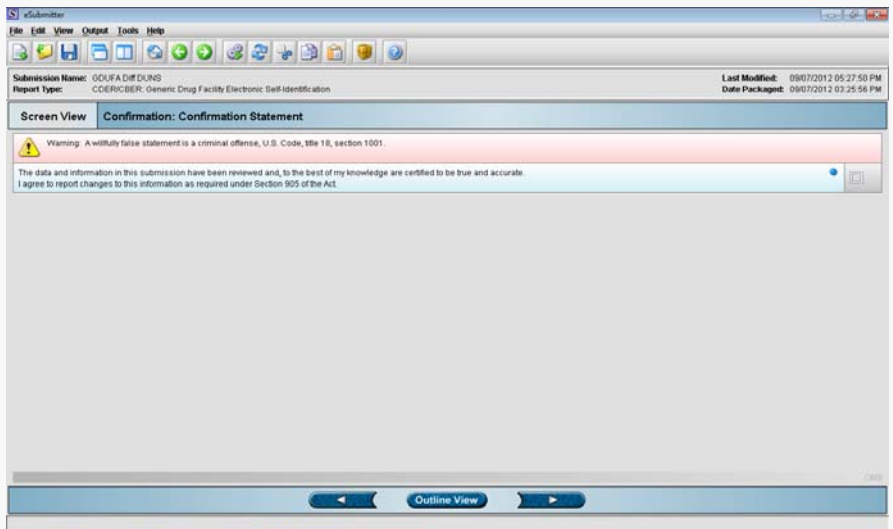 eSubmitter
File Edit View Output Tools Help
Submission Name: GDUFA Diff DUNS
Last Modified: 09/07/2012 05:27:50 PM
Report Type: CDER/CBER: Generic Drug Facility Electronic Self-Identification
Date Packaged: 09/07/2012 03:25:56 PM
Screen View
Confirmation: Confirmation Statement
Warning: A willfully false statement is a criminal offense, U.S. Code, title 18, section 1001.
The data and information in this submission have been reviewed and, to the best of my knowledge are certified to be true and accurate.
I agree to report changes to this information as required under Section 905 of the Act.
Outline View